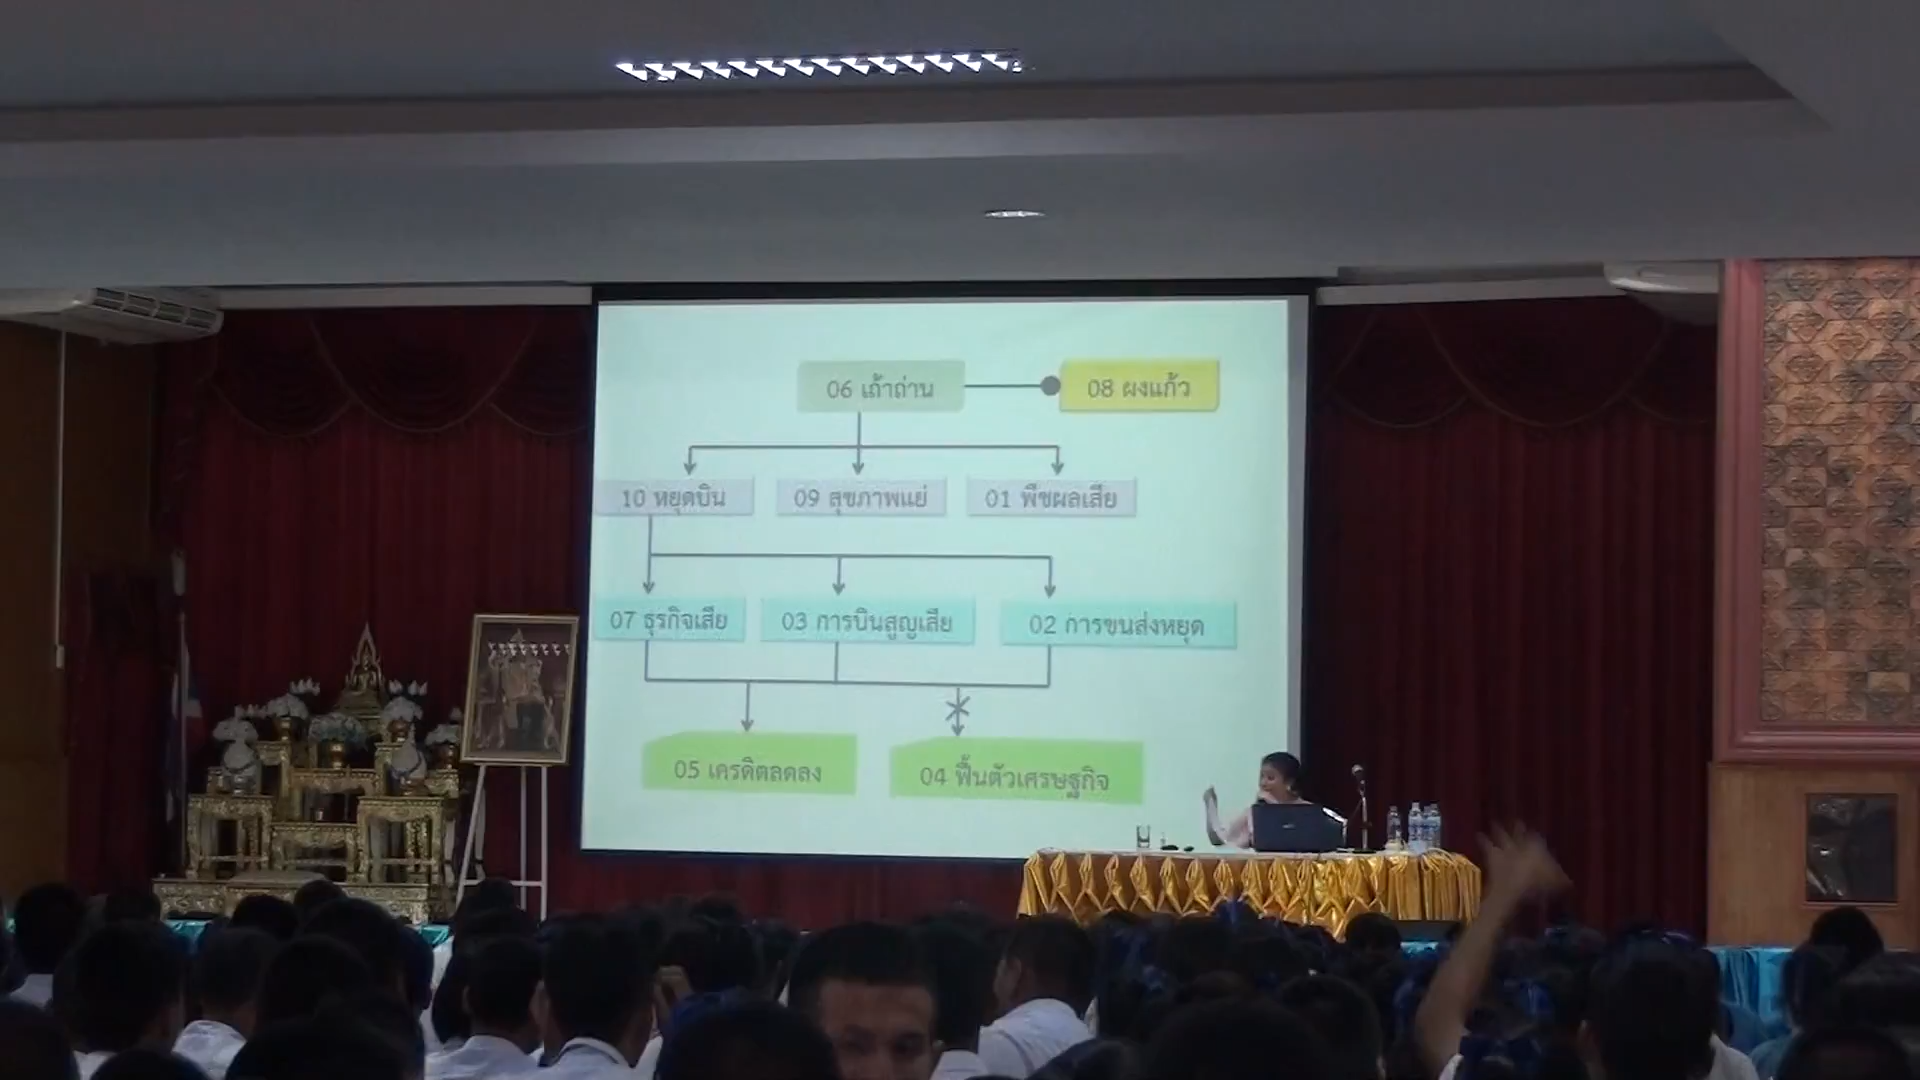 06 เถ้าถ่าน
08 ผงแก้ว
10 หยุดบิน
09 สุขภาพแย่
01 พืชผลเสีย
07 ธุรกิจเสีย
03 การบินสูญเสีย
02 การขนส่งหยุด
05 เครดิตลดลง
04 ฟื้นตัวเศรษฐกิจ